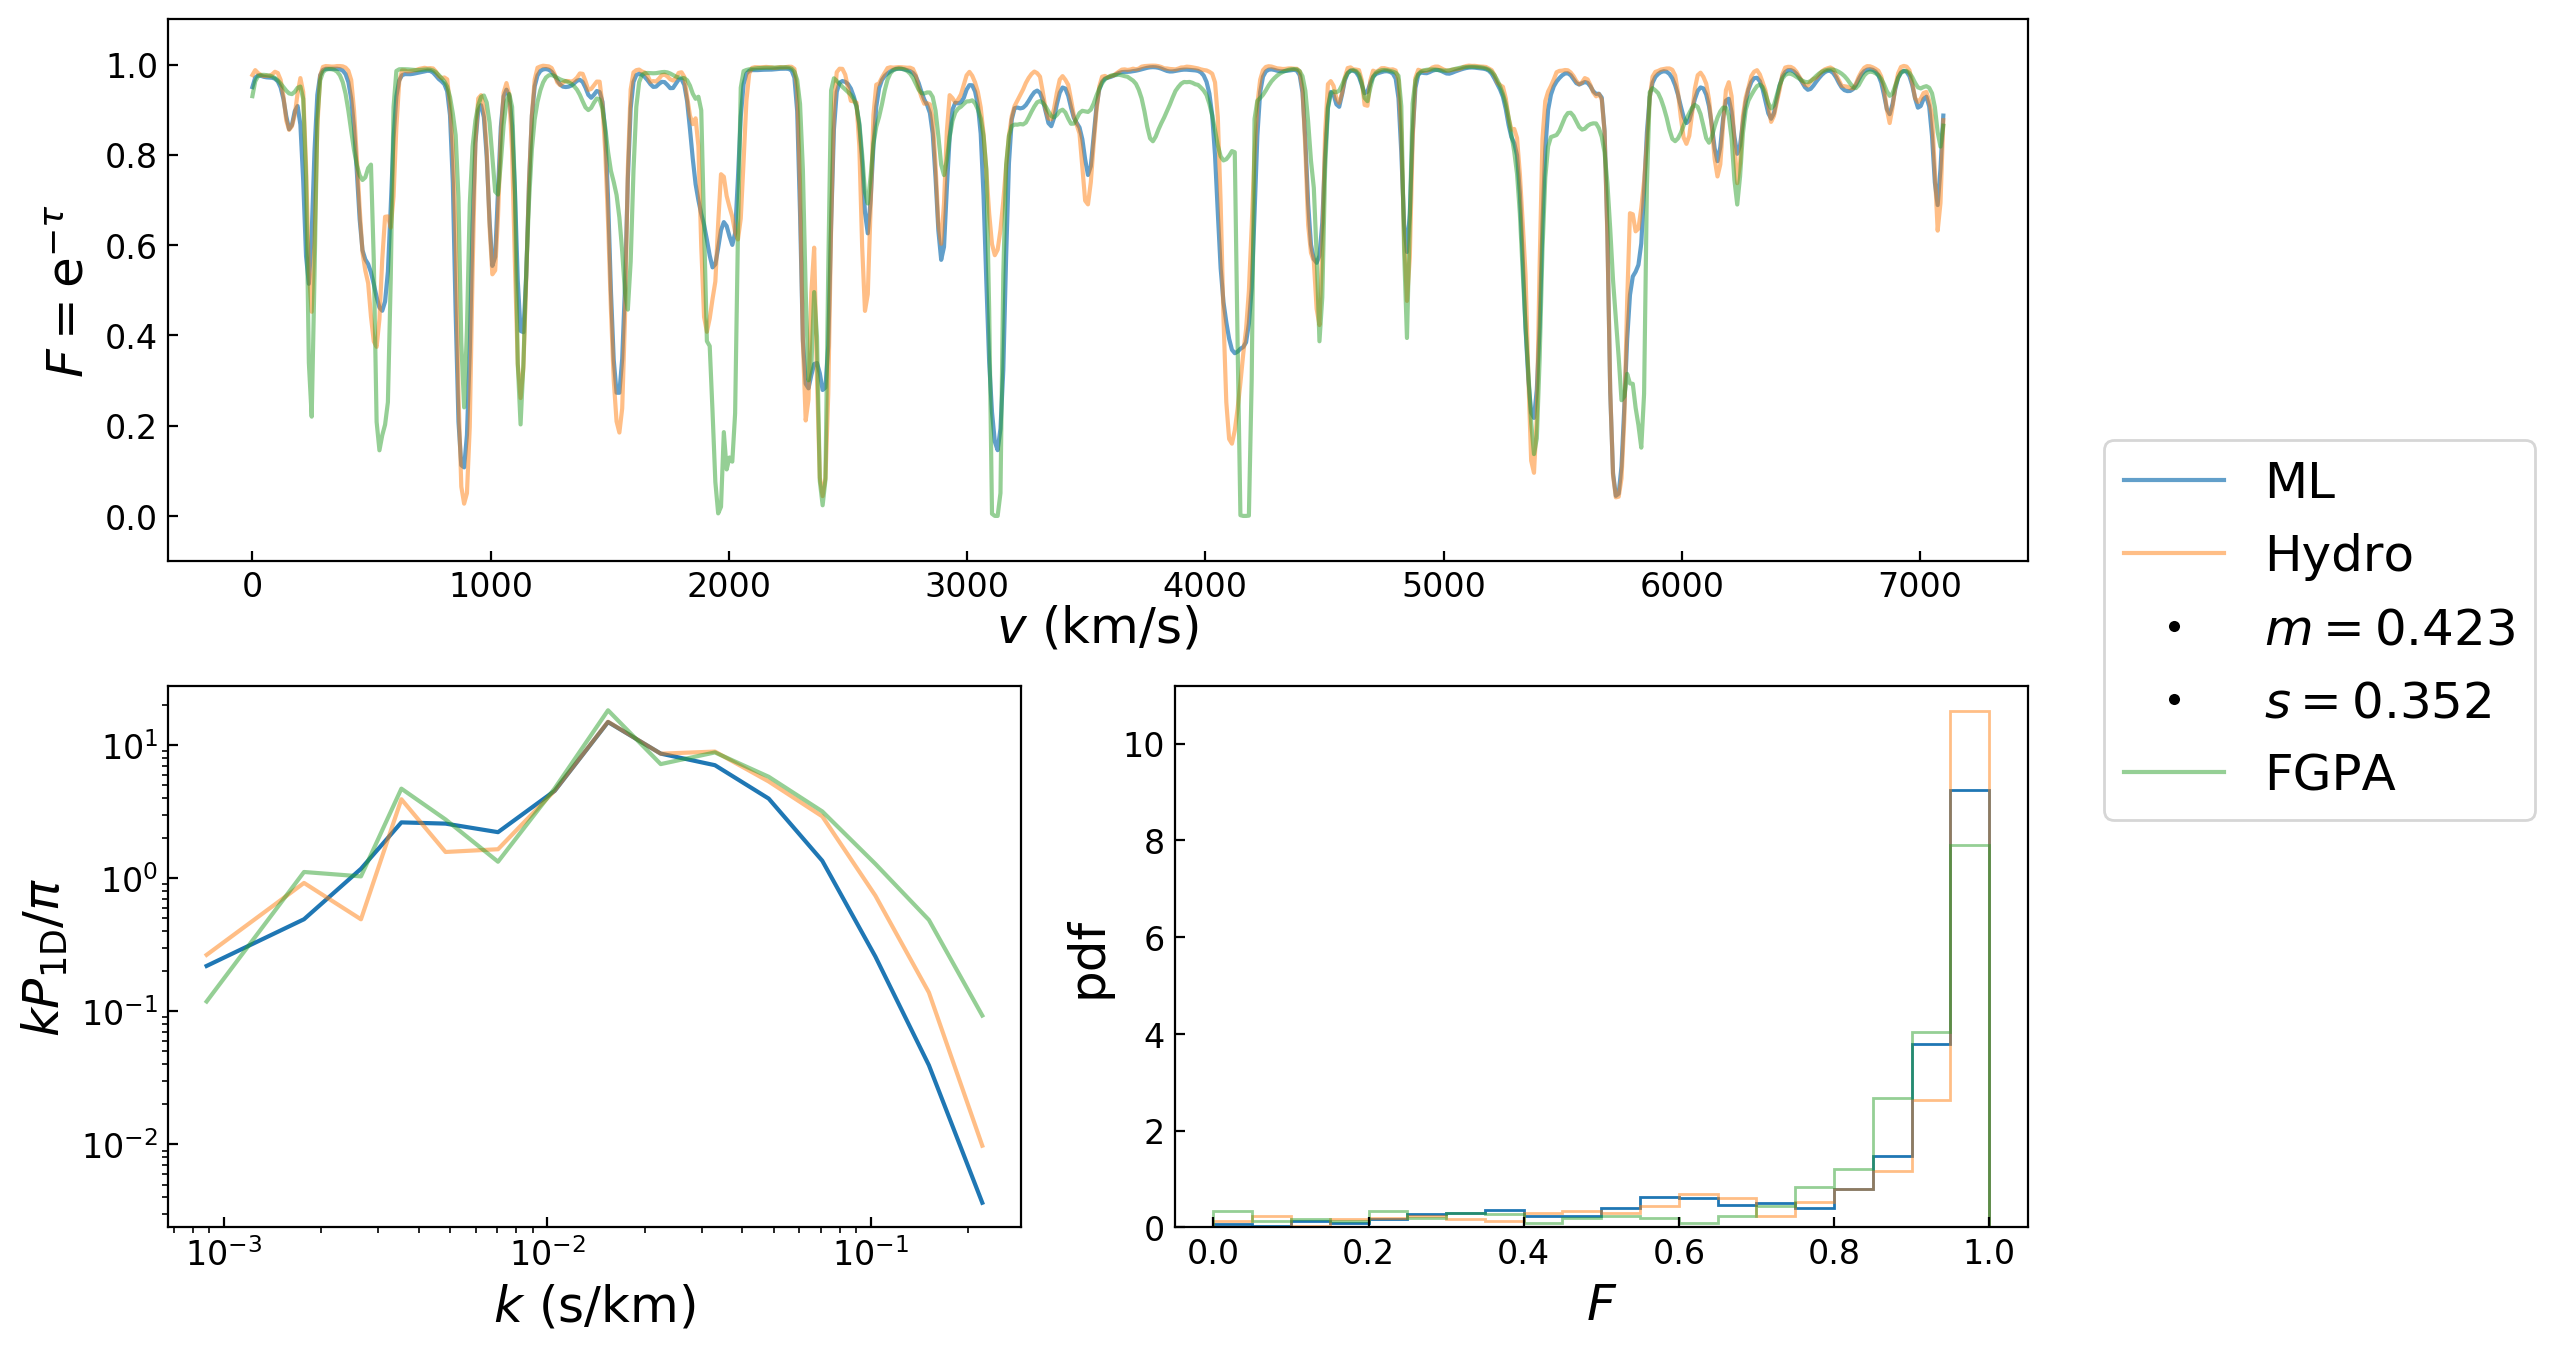 1.0
0.8
0.6
0.4
0.2
0.0
F = e^{−τ}
0 1000 2000 3000 4000 5000 6000 7000
v (km/s)
10^1
10^0
10^{−1}
10^{−2}
kP_{1D}/π
10^{−3} 10^{−2} 10^{−1}
k (s/km)
10
8
6
4
2
0
pdf
0.0 0.2 0.4 0.6 0.8 1.0
F
ML
Hydro
m = 0.423
s = 0.352
FGPA